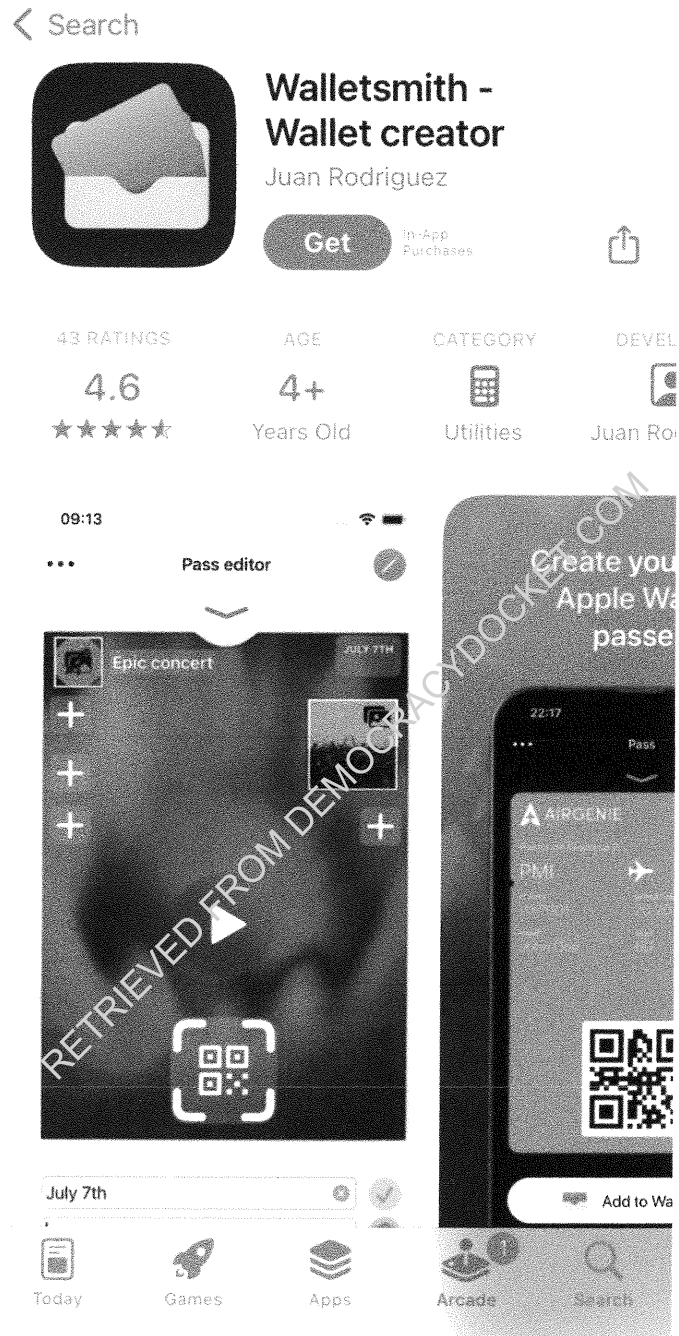 Search
Walletsmith -
Wallet creator
Juan Rodriguez
Get
In-App
Purchases
43 RATINGS
4.6
AGE
4+
Years Old
CATEGORY
Utilities
DEVEL
Juan Ro
09:13
Pass editor
Epic concert
JULY 7TH
July 7th
Create you
Apple Wa
passe
22:17
Pass
AIRGENIE
PMI
Add to Wa
RETRIEVED FROM DEMOCRACYDOCKET.COM
Today
Games
Apps
Arcade
1
Search